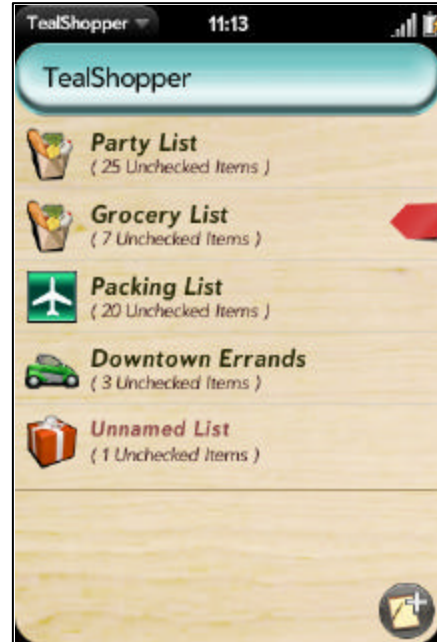 TealShopper
11:13
TealShopper
Party List
( 25 Unchecked Items )
Grocery List
( 7 Unchecked Items )
Packing List
( 20 Unchecked Items )
Downtown Errands
( 3 Unchecked Items )
Unnamed List
( 1 Unchecked Items )